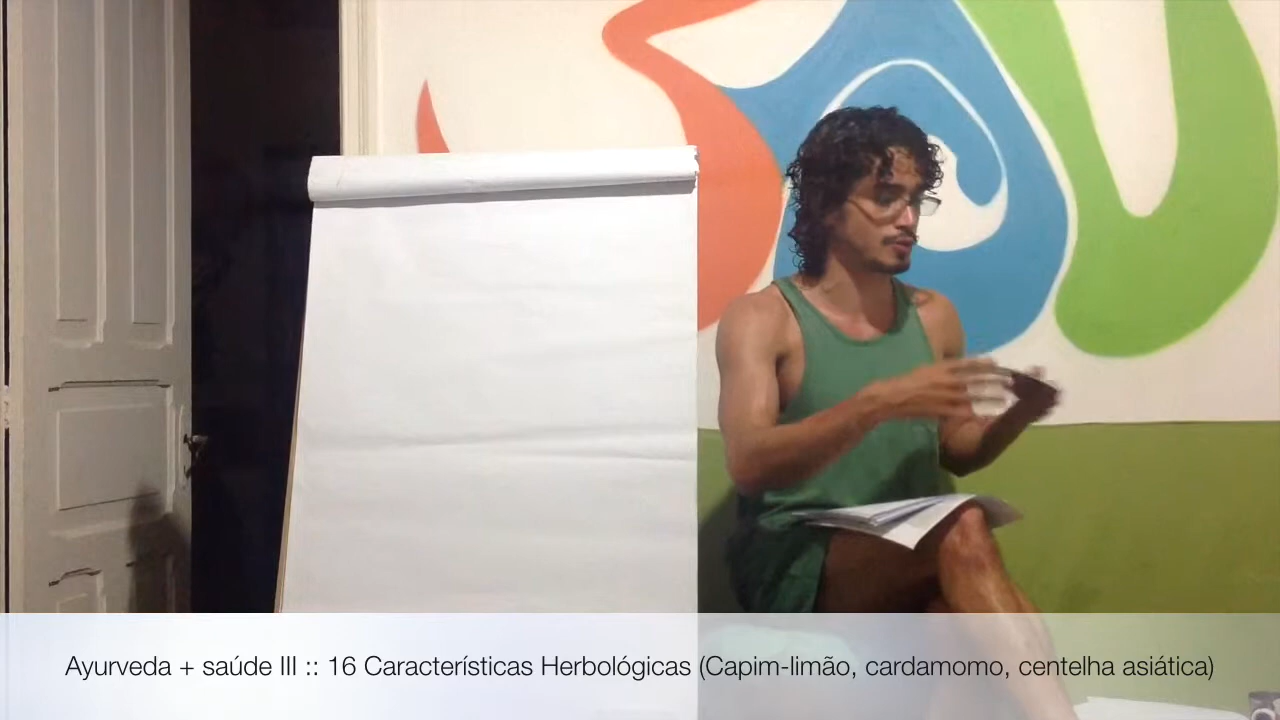 Ayurveda + saúde III :: 16 Características Herbológicas (Capim-limão, cardamomo, centelha asiática)